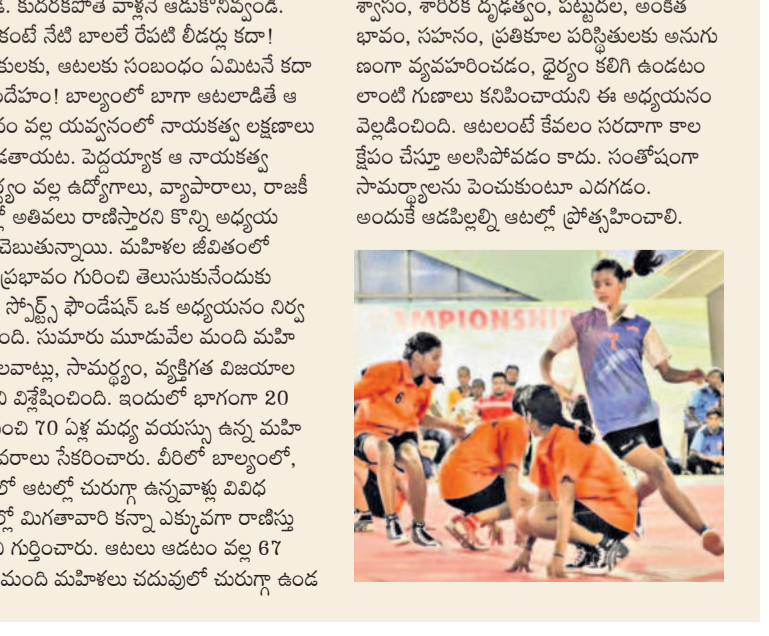 కుదరకపోతే వాళ్లనే ఆడుకోనివ్వండి.
కంటే నేటి బాలలే రేపటి లీడర్లు కదా!
కులకు, ఆటలకు సంబంధం ఏమిటనే కదా
దేహం! బాల్యంలో బాగా ఆటలాడితే ఆ
వల్ల యవ్వనంలో నాయకత్వ లక్షణాలు
డతాయట. పెద్దయ్యాక ఆ నాయకత్వ
వల్ల ఉద్యోగాలు, వ్యాపారాలు, రాజకీ
అతివలు రాణిస్తారని కొన్ని అధ్యయ
చెబుతున్నాయి. మహిళల జీవితంలో
ప్రభావం గురించి తెలుసుకునేందుకు
స్పోర్ట్స్ ఫౌండేషన్ ఒక అధ్యయనం నిర్వ
ంది. సుమారు మూడువేల మంది మహి
లవాట్లు, సామర్థ్యం, వ్యక్తిగత విజయాల
ని విశ్లేషించింది. ఇందులో భాగంగా 20
ంచి 70 ఏళ్ల మధ్య వయస్సు ఉన్న మహి
వరాలు సేకరించారు. వీరిలో బాల్యంలో,
లో ఆటల్లో చురుగ్గా ఉన్నవాళ్లు వివిధ
ల్లో మిగతావారి కన్నా ఎక్కువగా రాణిస్తు
ని గుర్తించారు. ఆటలు ఆడటం వల్ల 67
మంది మహిళలు చదువులో చురుగ్గా ఉండ
శ్వాసం, శారీరక దృఢత్వం, పట్టుదల, అంకిత
భావం, సహనం, ప్రతికూల పరిస్థితులకు అనుగు
ణంగా వ్యవహరించడం, ధైర్యం కలిగి ఉండటం
లాంటి గుణాలు కనిపించాయని ఈ అధ్యయనం
వెల్లడించింది. ఆటలంటే కేవలం సరదాగా కాల
క్షేపం చేస్తూ అలసిపోవడం కాదు. సంతోషంగా
సామర్థ్యాలను పెంచుకుంటూ ఎదగడం.
అందుకే ఆడపిల్లల్ని ఆటల్లో ప్రోత్సహించాలి.
AMPIONSHIP
6
7